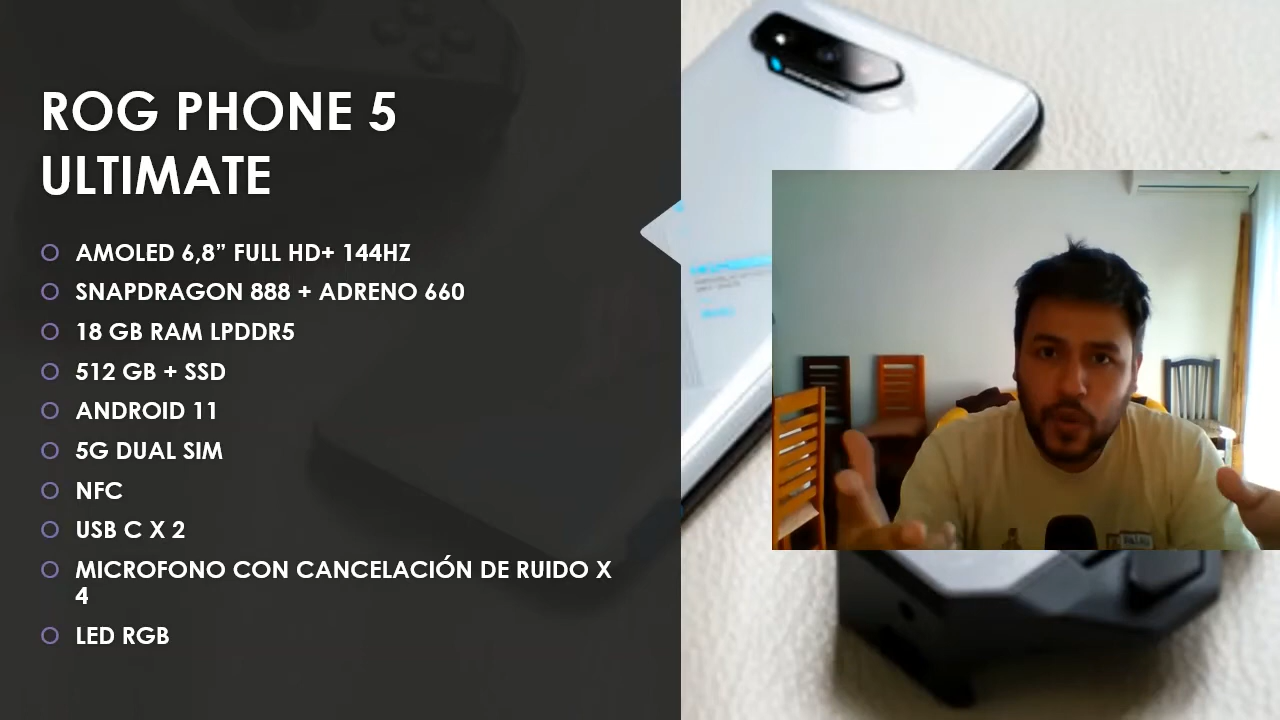 ROG PHONE 5
ULTIMATE
AMOLED 6,8” FULL HD+ 144HZ
SNAPDRAGON 888 + ADRENO 660
18 GB RAM LPDDR5
512 GB + SSD
ANDROID 11
5G DUAL SIM
NFC
USB C X 2
MICROFONO CON CANCELACIÓN DE RUIDO X
4
LED RGB